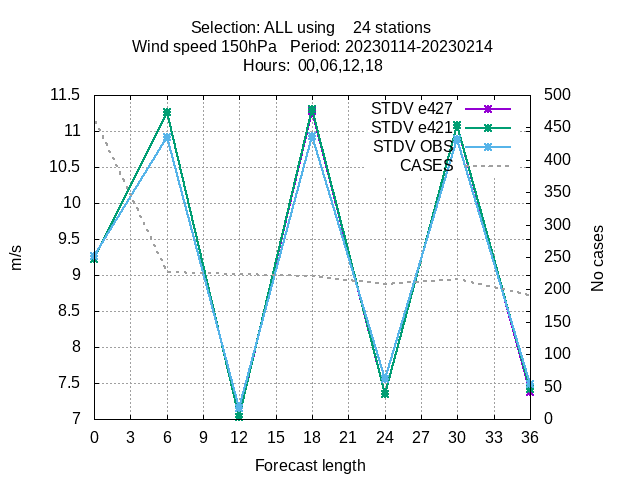 Selection: ALL using    24 stations
Wind speed 150hPa   Period: 20230114-20230214
Hours:  00,06,12,18
STDV e427
STDV e421
STDV OBS
CASES
11.5
11
10.5
10
9.5
9
8.5
8
7.5
7
m/s
500
450
400
350
300
250
200
150
100
50
0
No cases
0 3 6 9 12 15 18 21 24 27 30 33 36
Forecast length